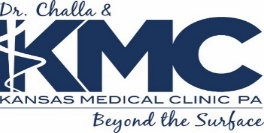 Dr. Challa &
KMC
KANSAS MEDICAL CLINIC PA
Beyond the Surface